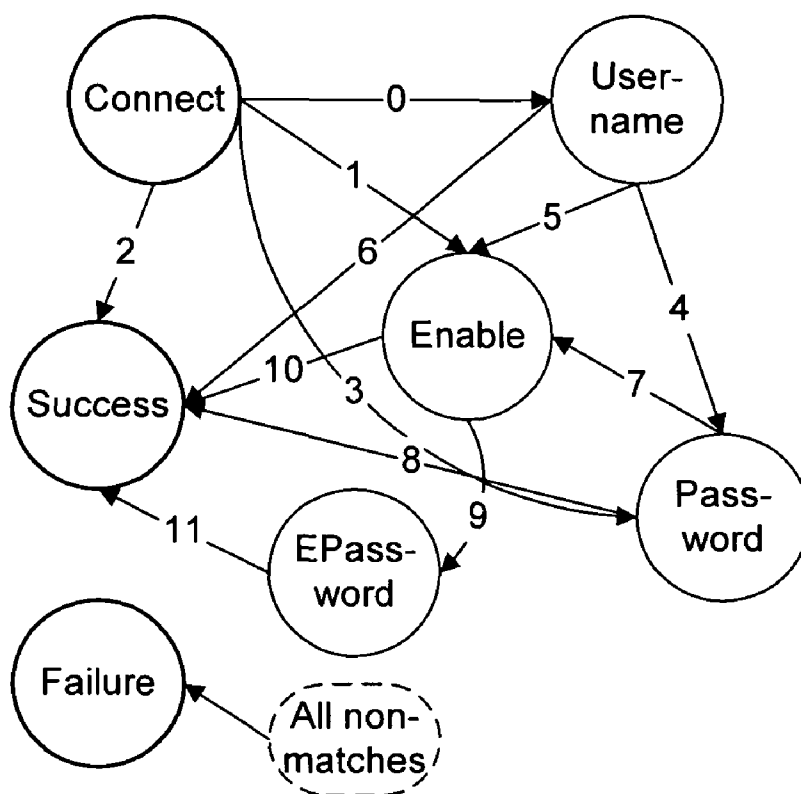 Connect
0
User-
name
1
5
2
6
4
Enable
10
3
7
Success
8
9
Pass-
word
11
EPass-
word
Failure
All non-
matches